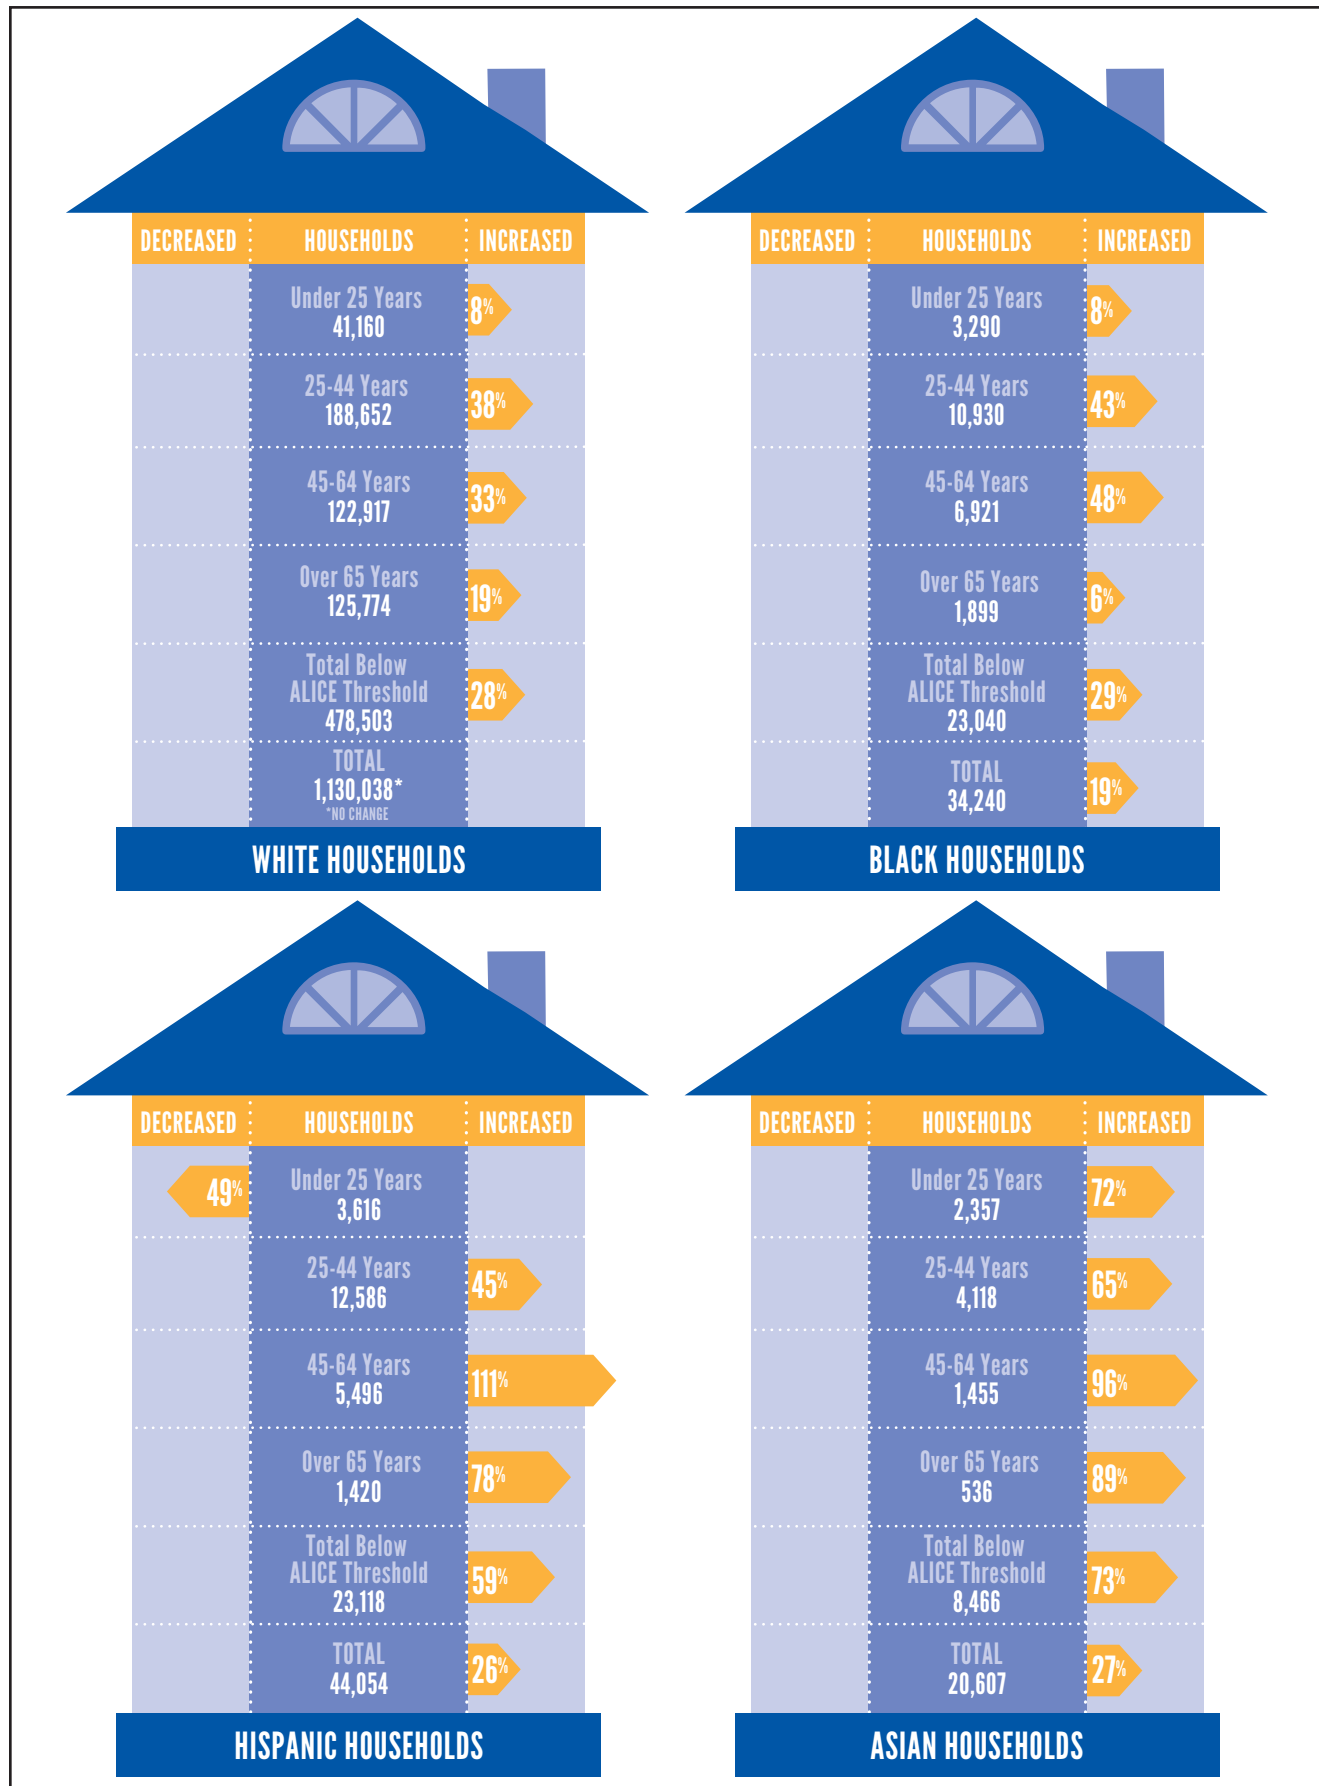 DECREASED HOUSEHOLDS INCREASED
Under 25 Years
41,160
8%
25-44 Years
188,652
38%
45-64 Years
122,917
33%
Over 65 Years
125,774
19%
Total Below
ALICE Threshold
478,503
28%
TOTAL
1,130,038*
*NO CHANGE
WHITE HOUSEHOLDS
DECREASED HOUSEHOLDS INCREASED
Under 25 Years
3,290
8%
25-44 Years
10,930
43%
45-64 Years
6,921
48%
Over 65 Years
1,899
6%
Total Below
ALICE Threshold
23,040
29%
TOTAL
34,240
19%
BLACK HOUSEHOLDS
DECREASED HOUSEHOLDS INCREASED
49%
Under 25 Years
3,616
25-44 Years
12,586
45%
45-64 Years
5,496
111%
Over 65 Years
1,420
78%
Total Below
ALICE Threshold
23,118
59%
TOTAL
44,054
26%
HISPANIC HOUSEHOLDS
DECREASED HOUSEHOLDS INCREASED
Under 25 Years
2,357
72%
25-44 Years
4,118
65%
45-64 Years
1,455
96%
Over 65 Years
536
89%
Total Below
ALICE Threshold
8,466
73%
TOTAL
20,607
27%
ASIAN HOUSEHOLDS